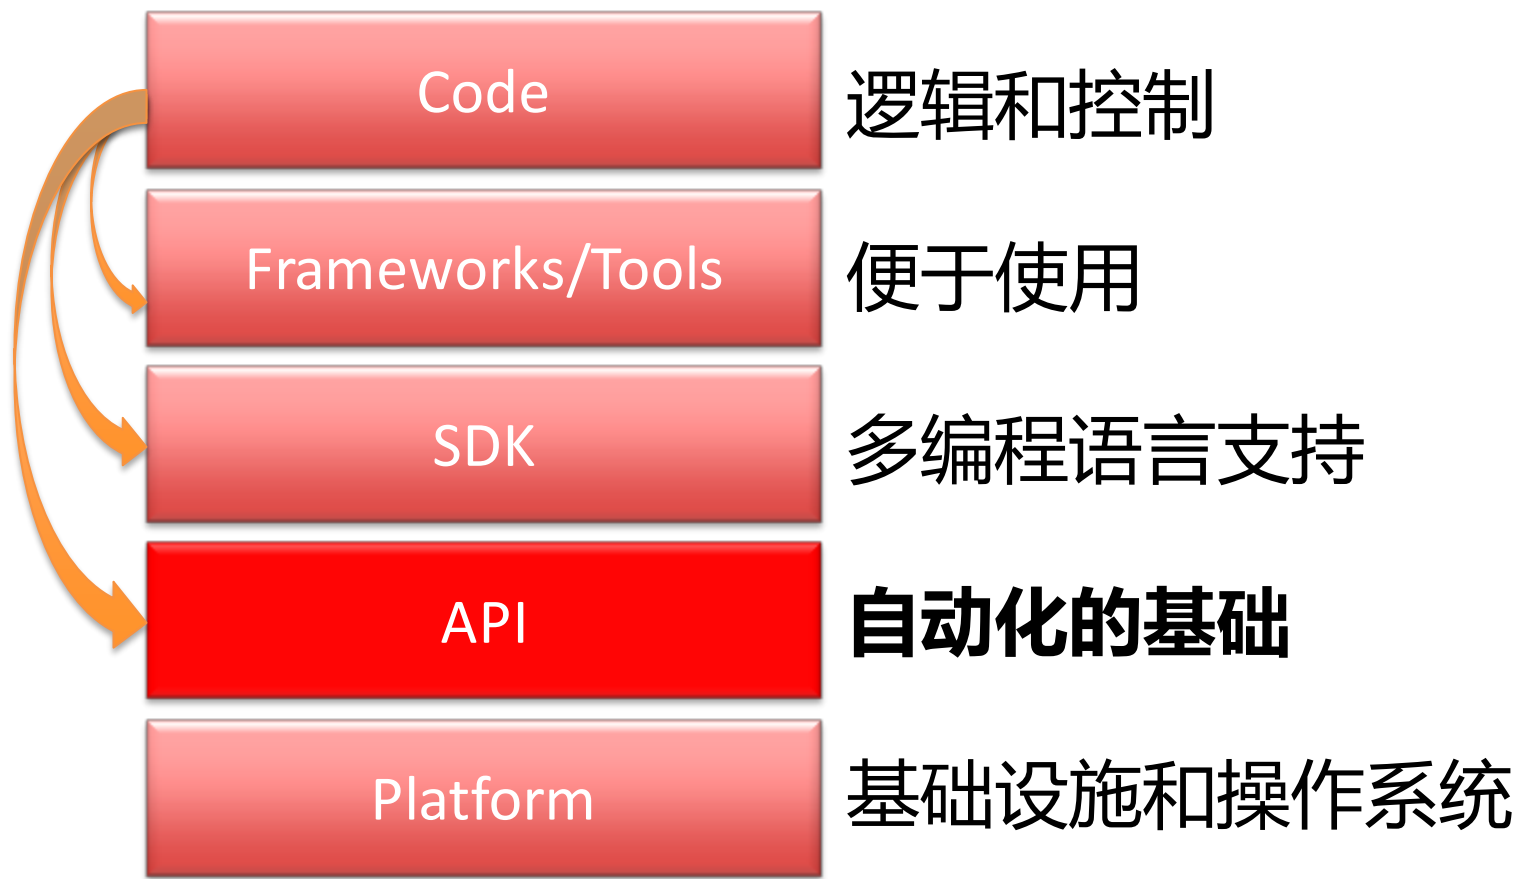 Code
逻辑和控制
Frameworks/Tools
便于使用
SDK
多编程语言支持
API
自动化的基础
Platform
基础设施和操作系统